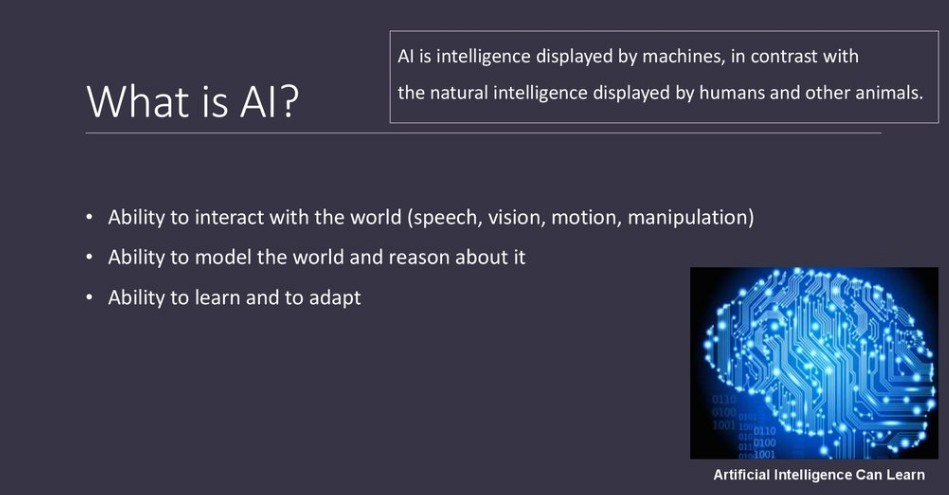 What is AI?
AI is intelligence displayed by machines, in contrast with
the natural intelligence displayed by humans and other animals.
• Ability to interact with the world (speech, vision, motion, manipulation)
• Ability to model the world and reason about it
• Ability to learn and to adapt
0110
0100
1001
0110
0100
1001
Artificial Intelligence Can Learn